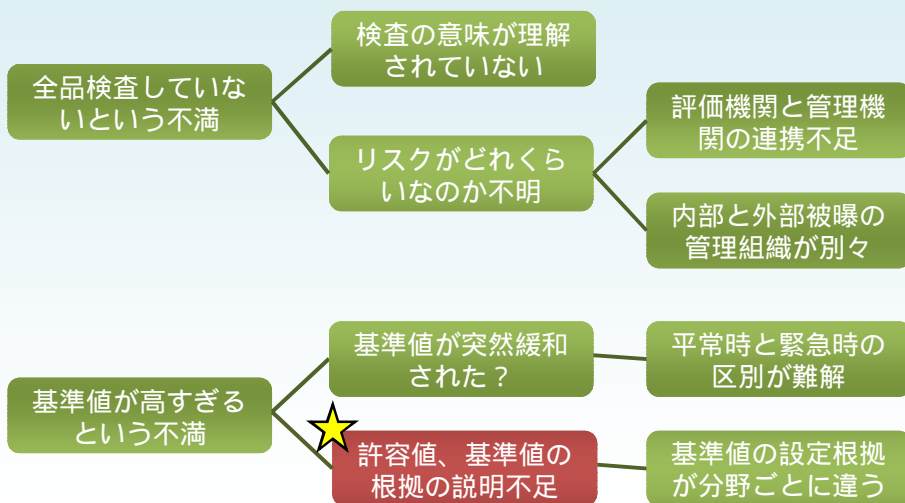 全品検査していな
いという不満
検査の意味が理解
されていない
リスクがどれくら
いなのか不明
評価機関と管理機
関の連携不足
内部と外部被曝の
管理組織が別々
基準値が高すぎる
という不満
基準値が突然緩和
された？
平常時と緊急時の
区別が難解
許容値、基準値の
根拠の説明不足
基準値の設定根拠
が分野ごとに違う